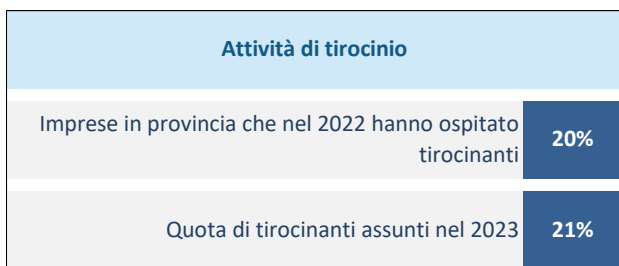 Attività di tirocinio
Imprese in provincia che nel 2022 hanno ospitato
tirocinanti
20%
Quota di tirocinanti assunti nel 2023
21%